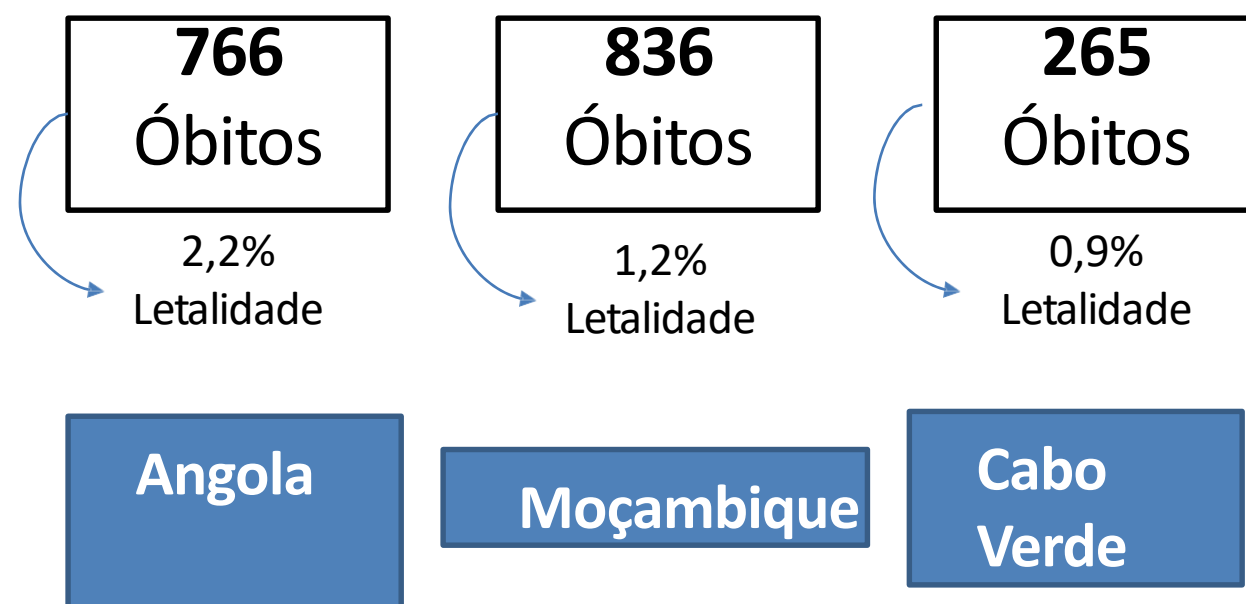 766
Óbitos
2,2%
Letalidade
836
Óbitos
1,2%
Letalidade
265
Óbitos
0,9%
Letalidade
Angola
Moçambique
Cabo
Verde